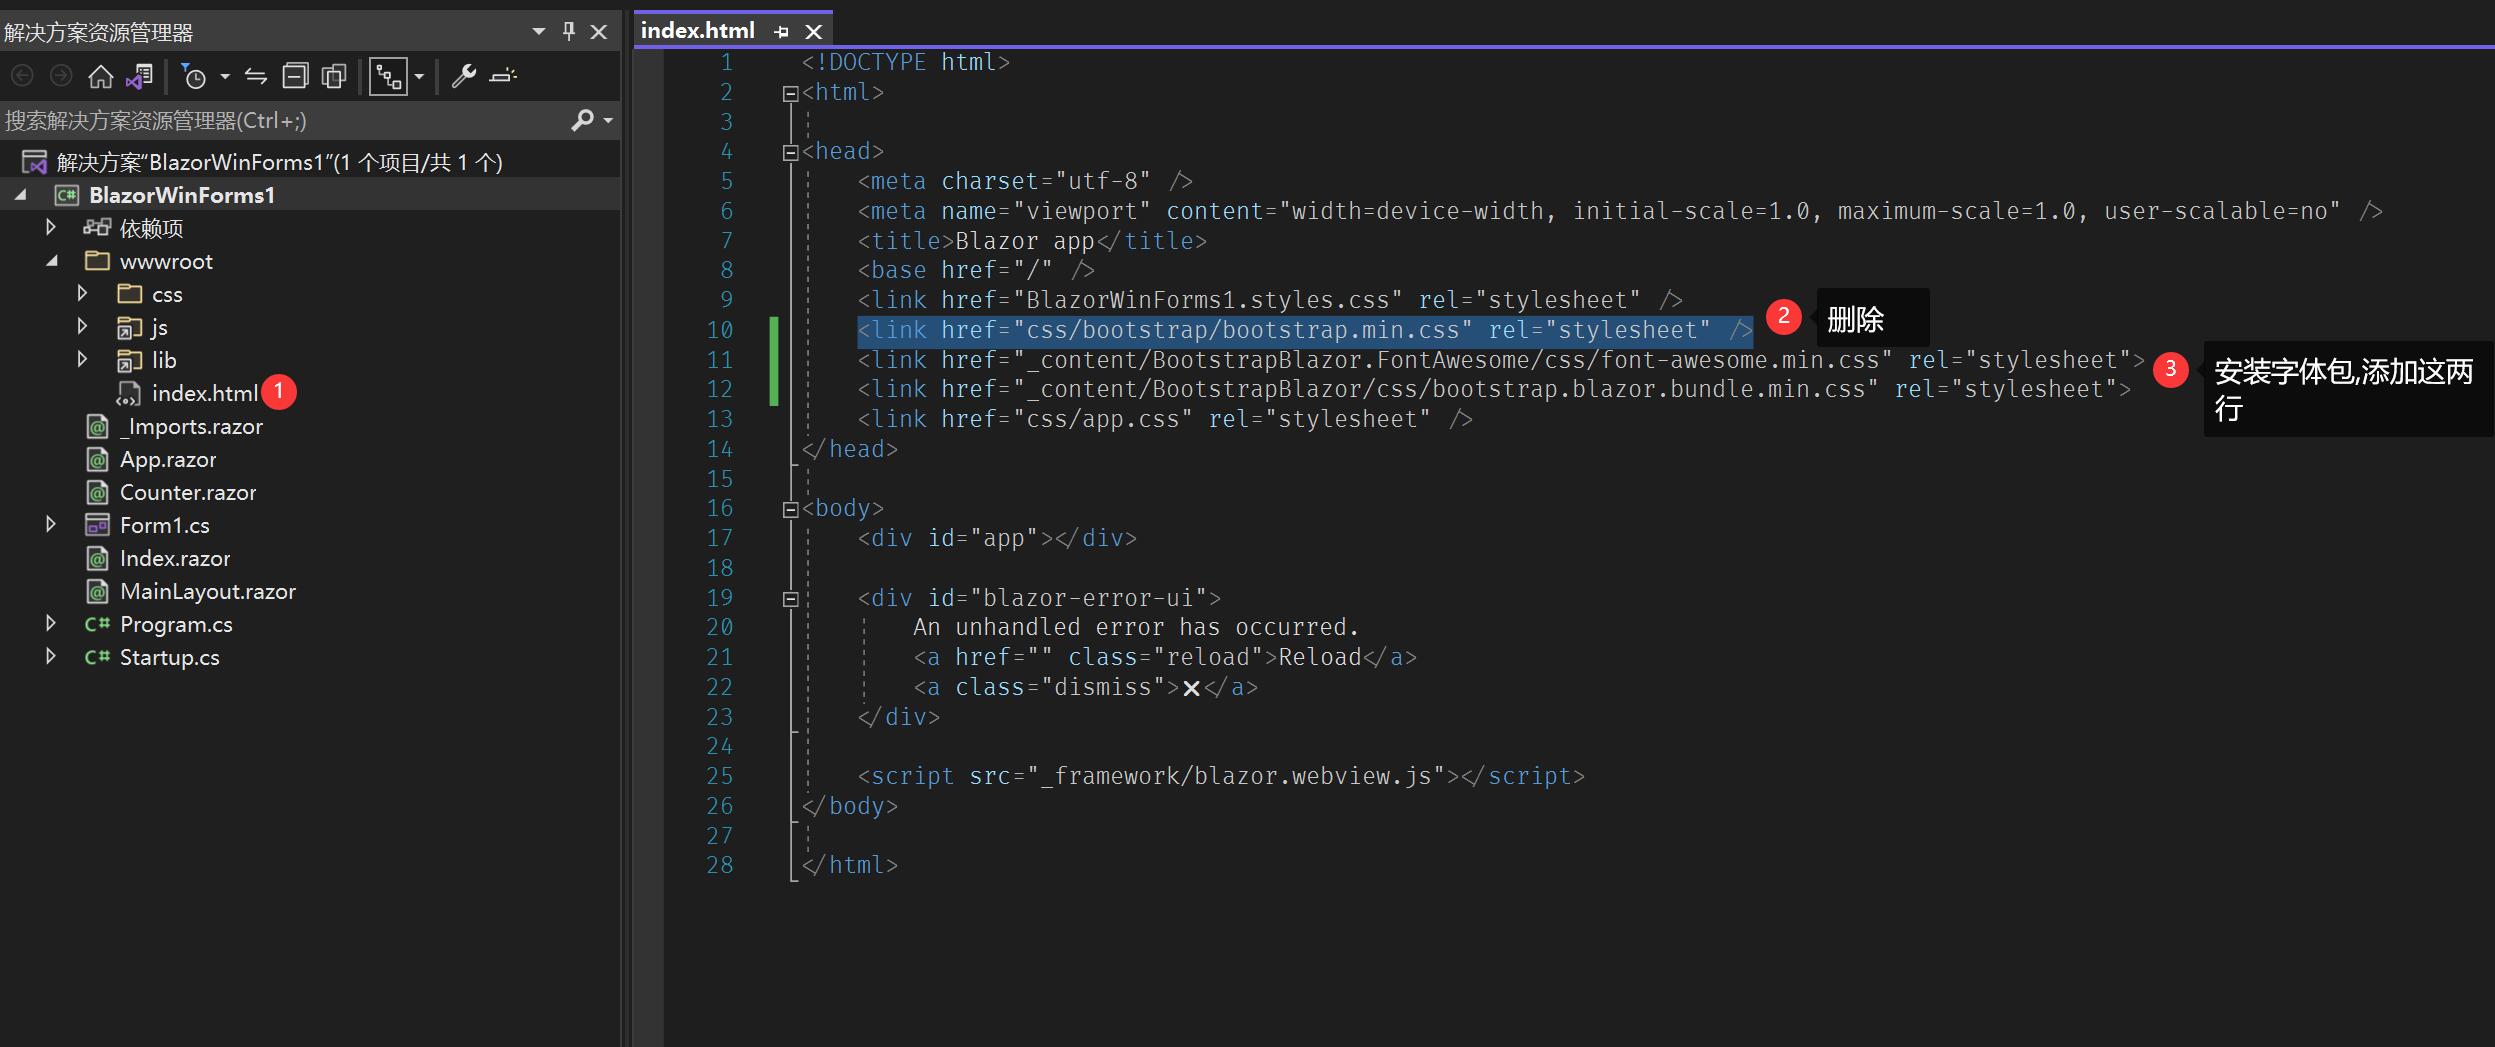 解决方案资源管理器
搜索解决方案资源管理器(Ctrl+;)
解决方案“BlazorWinForms1”(1 个项目/共 1 个)
BlazorWinForms1
依赖项
wwwroot
css
js
lib
index.html 1
_Imports.razor
App.razor
Counter.razor
Form1.cs
Index.razor
MainLayout.razor
C# Program.cs
C# Startup.cs
index.html
1 <!DOCTYPE html>
2 <html>
3
4 <head>
5 <meta charset="utf-8" />
6 <meta name="viewport" content="width=device-width, initial-scale=1.0, maximum-scale=1.0, user-scalable=no" />
7 <title>Blazor app</title>
8 <base href="/" />
9 <link href="BlazorWinForms1.styles.css" rel="stylesheet" />
10 <link href="css/bootstrap/bootstrap.min.css" rel="stylesheet" />
2 删除
11 <link href="_content/BootstrapBlazor.FontAwesome/css/font-awesome.min.css" rel="stylesheet">
12 <link href="_content/BootstrapBlazor/css/bootstrap.blazor.bundle.min.css" rel="stylesheet">
3 安装字体包,添加这两
行
13 <link href="css/app.css" rel="stylesheet" />
14 </head>
15
16 <body>
17 <div id="app"></div>
18
19 <div id="blazor-error-ui">
20 An unhandled error has occurred.
21 <a href="" class="reload">Reload</a>
22 <a class="dismiss">🗙</a>
23 </div>
24
25 <script src="_framework/blazor.webview.js"></script>
26 </body>
27
28 </html>